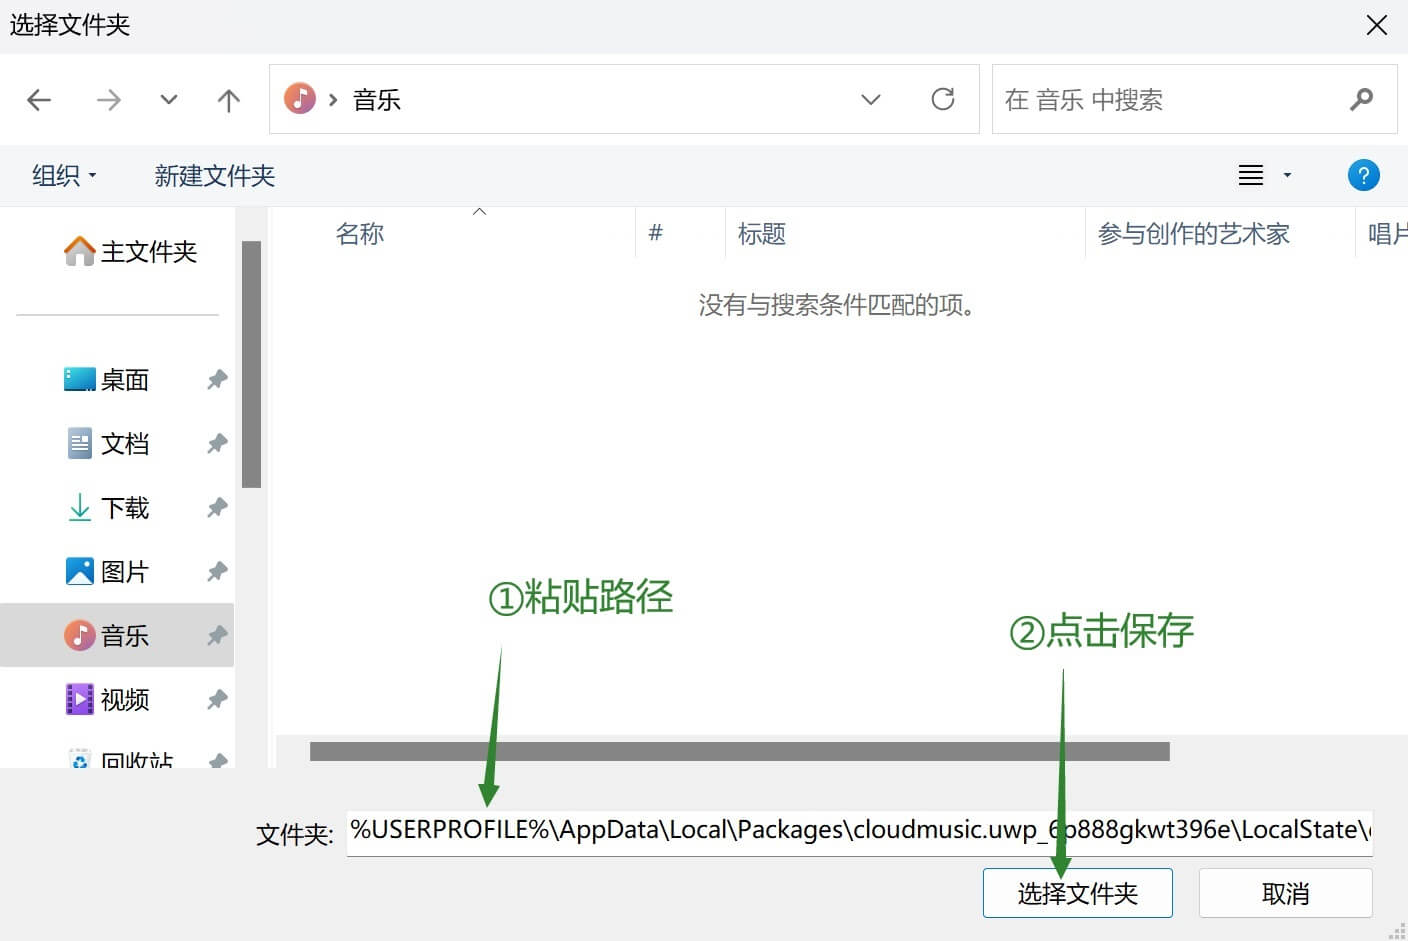 选择文件夹
音乐
在 音乐 中搜索
组织
新建文件夹
?
主文件夹
名称
#
标题
参与创作的艺术家
唱片
没有与搜索条件匹配的项。
桌面
文档
下载
图片
音乐
视频
回收站
①粘贴路径
②点击保存
文件夹:
%USERPROFILE%\AppData\Local\Packages\cloudmusic.uwp_6p888gkwt396e\LocalState\
选择文件夹
取消